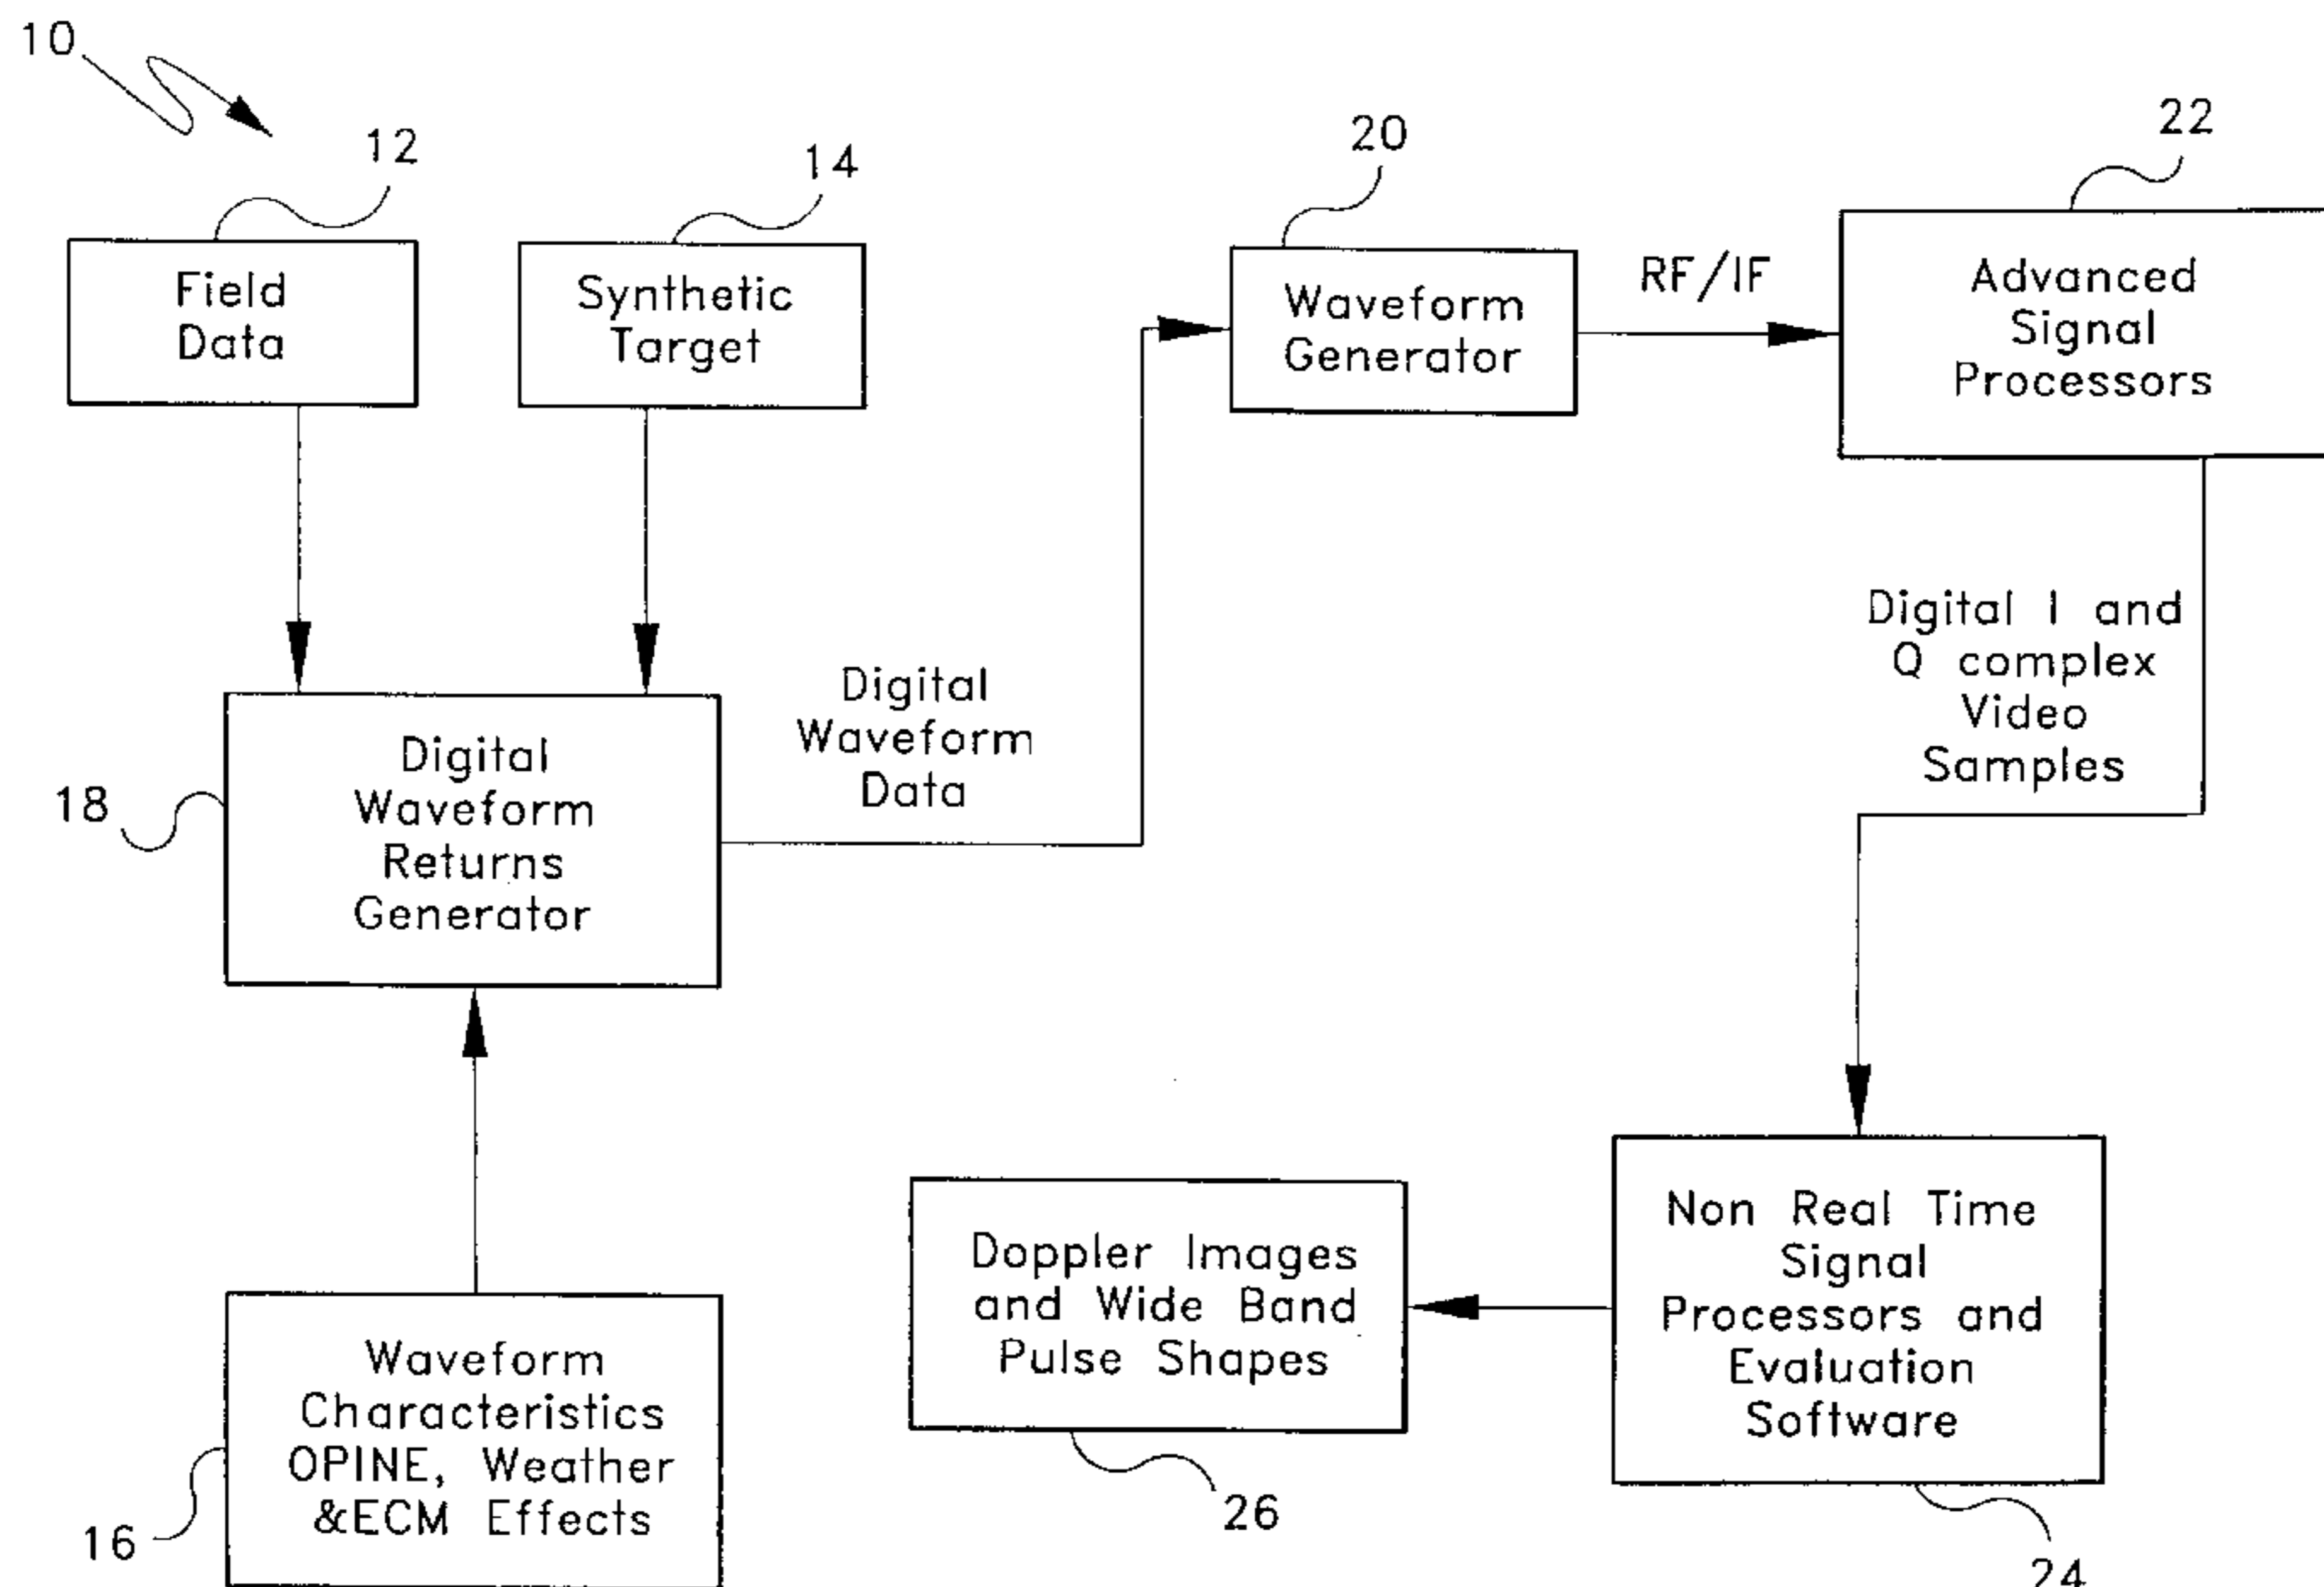 10
12
Field
Data
14
Synthetic
Target
20
Waveform
Generator
RF/IF
22
Advanced
Signal
Processors
18
Digital
Waveform
Returns
Generator
Digital
Waveform
Data
Digital I and
Q complex
Video
Samples
16
Waveform
Characteristics
OPINE, Weather
&ECM Effects
Doppler Images
and Wide Band
Pulse Shapes
26
Non Real Time
Signal
Processors and
Evaluation
Software
24